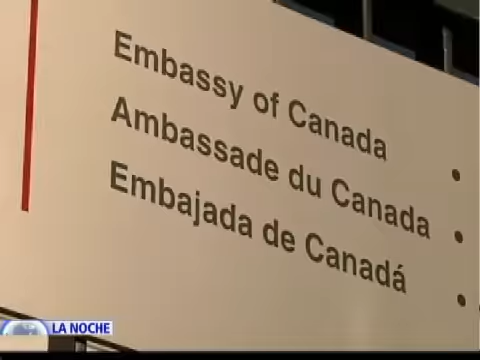 Embassy of Canada
Ambassade du Canada
Embajada de Canadá
LA NOCHE